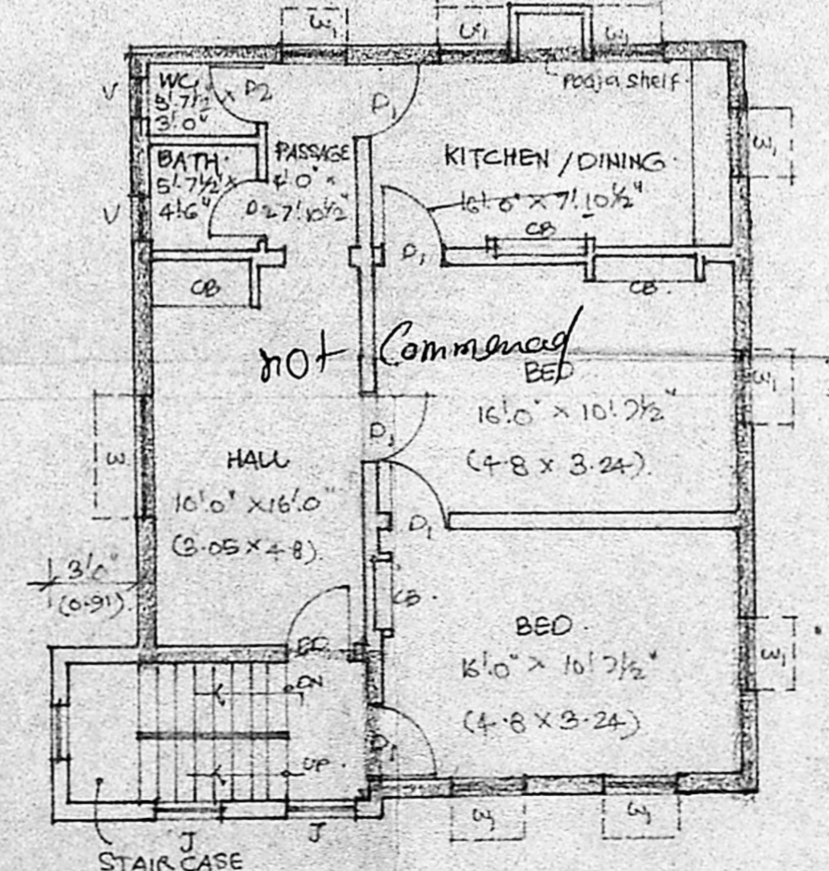 W1
W1
W1
WC
5'.7½" x
3'.0"
D2
D1
Pooja shelf.
V
BATH.
5'.7½" x
4'.6"
D2
PASSAGE
4'.0" x
7'.10½"
KITCHEN / DINING.
16'.0" x 7'.10½"
W1
V
CB
D1
CB
CB.
not Commenced
BED
16'.0" x 10'.7½"
(4.8 x 3.24).
W1
D1
W
HALL
10'.0" x 16'.0"
(3.05 x 4.8).
D1
3'.0"
(0.91).
CB.
BED.
16'.0" x 10'.7½"
(4.8 x 3.24)
W1
DN
UP
D1
W1
W1
J
J
STAIRCASE